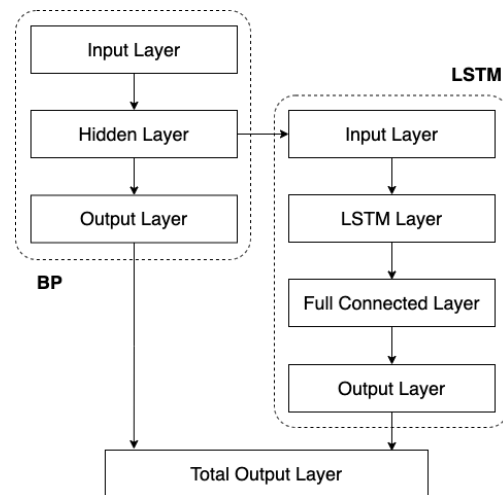 Input Layer
Hidden Layer
Output Layer
BP
LSTM
Input Layer
LSTM Layer
Full Connected Layer
Output Layer
Total Output Layer